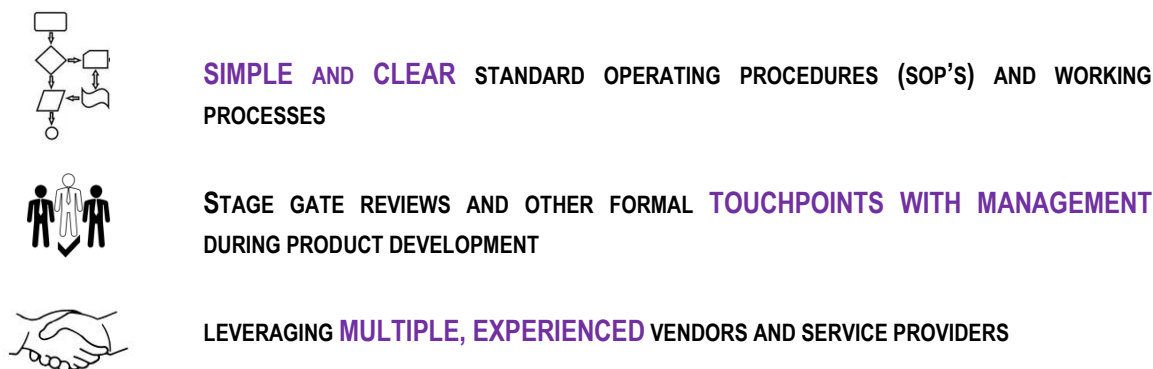 SIMPLE AND CLEAR STANDARD OPERATING PROCEDURES (SOP'S) AND WORKING
PROCESSES
STAGE GATE REVIEWS AND OTHER FORMAL TOUCHPOINTS WITH MANAGEMENT
DURING PRODUCT DEVELOPMENT
LEVERAGING MULTIPLE, EXPERIENCED VENDORS AND SERVICE PROVIDERS